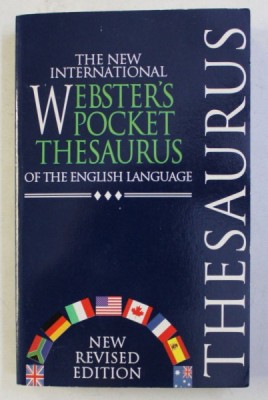 THE NEW
INTERNATIONAL
WEBSTER'S
POCKET
THESAURUS
OF THE ENGLISH LANGUAGE
NEW
REVISED
EDITION
THESAURUS